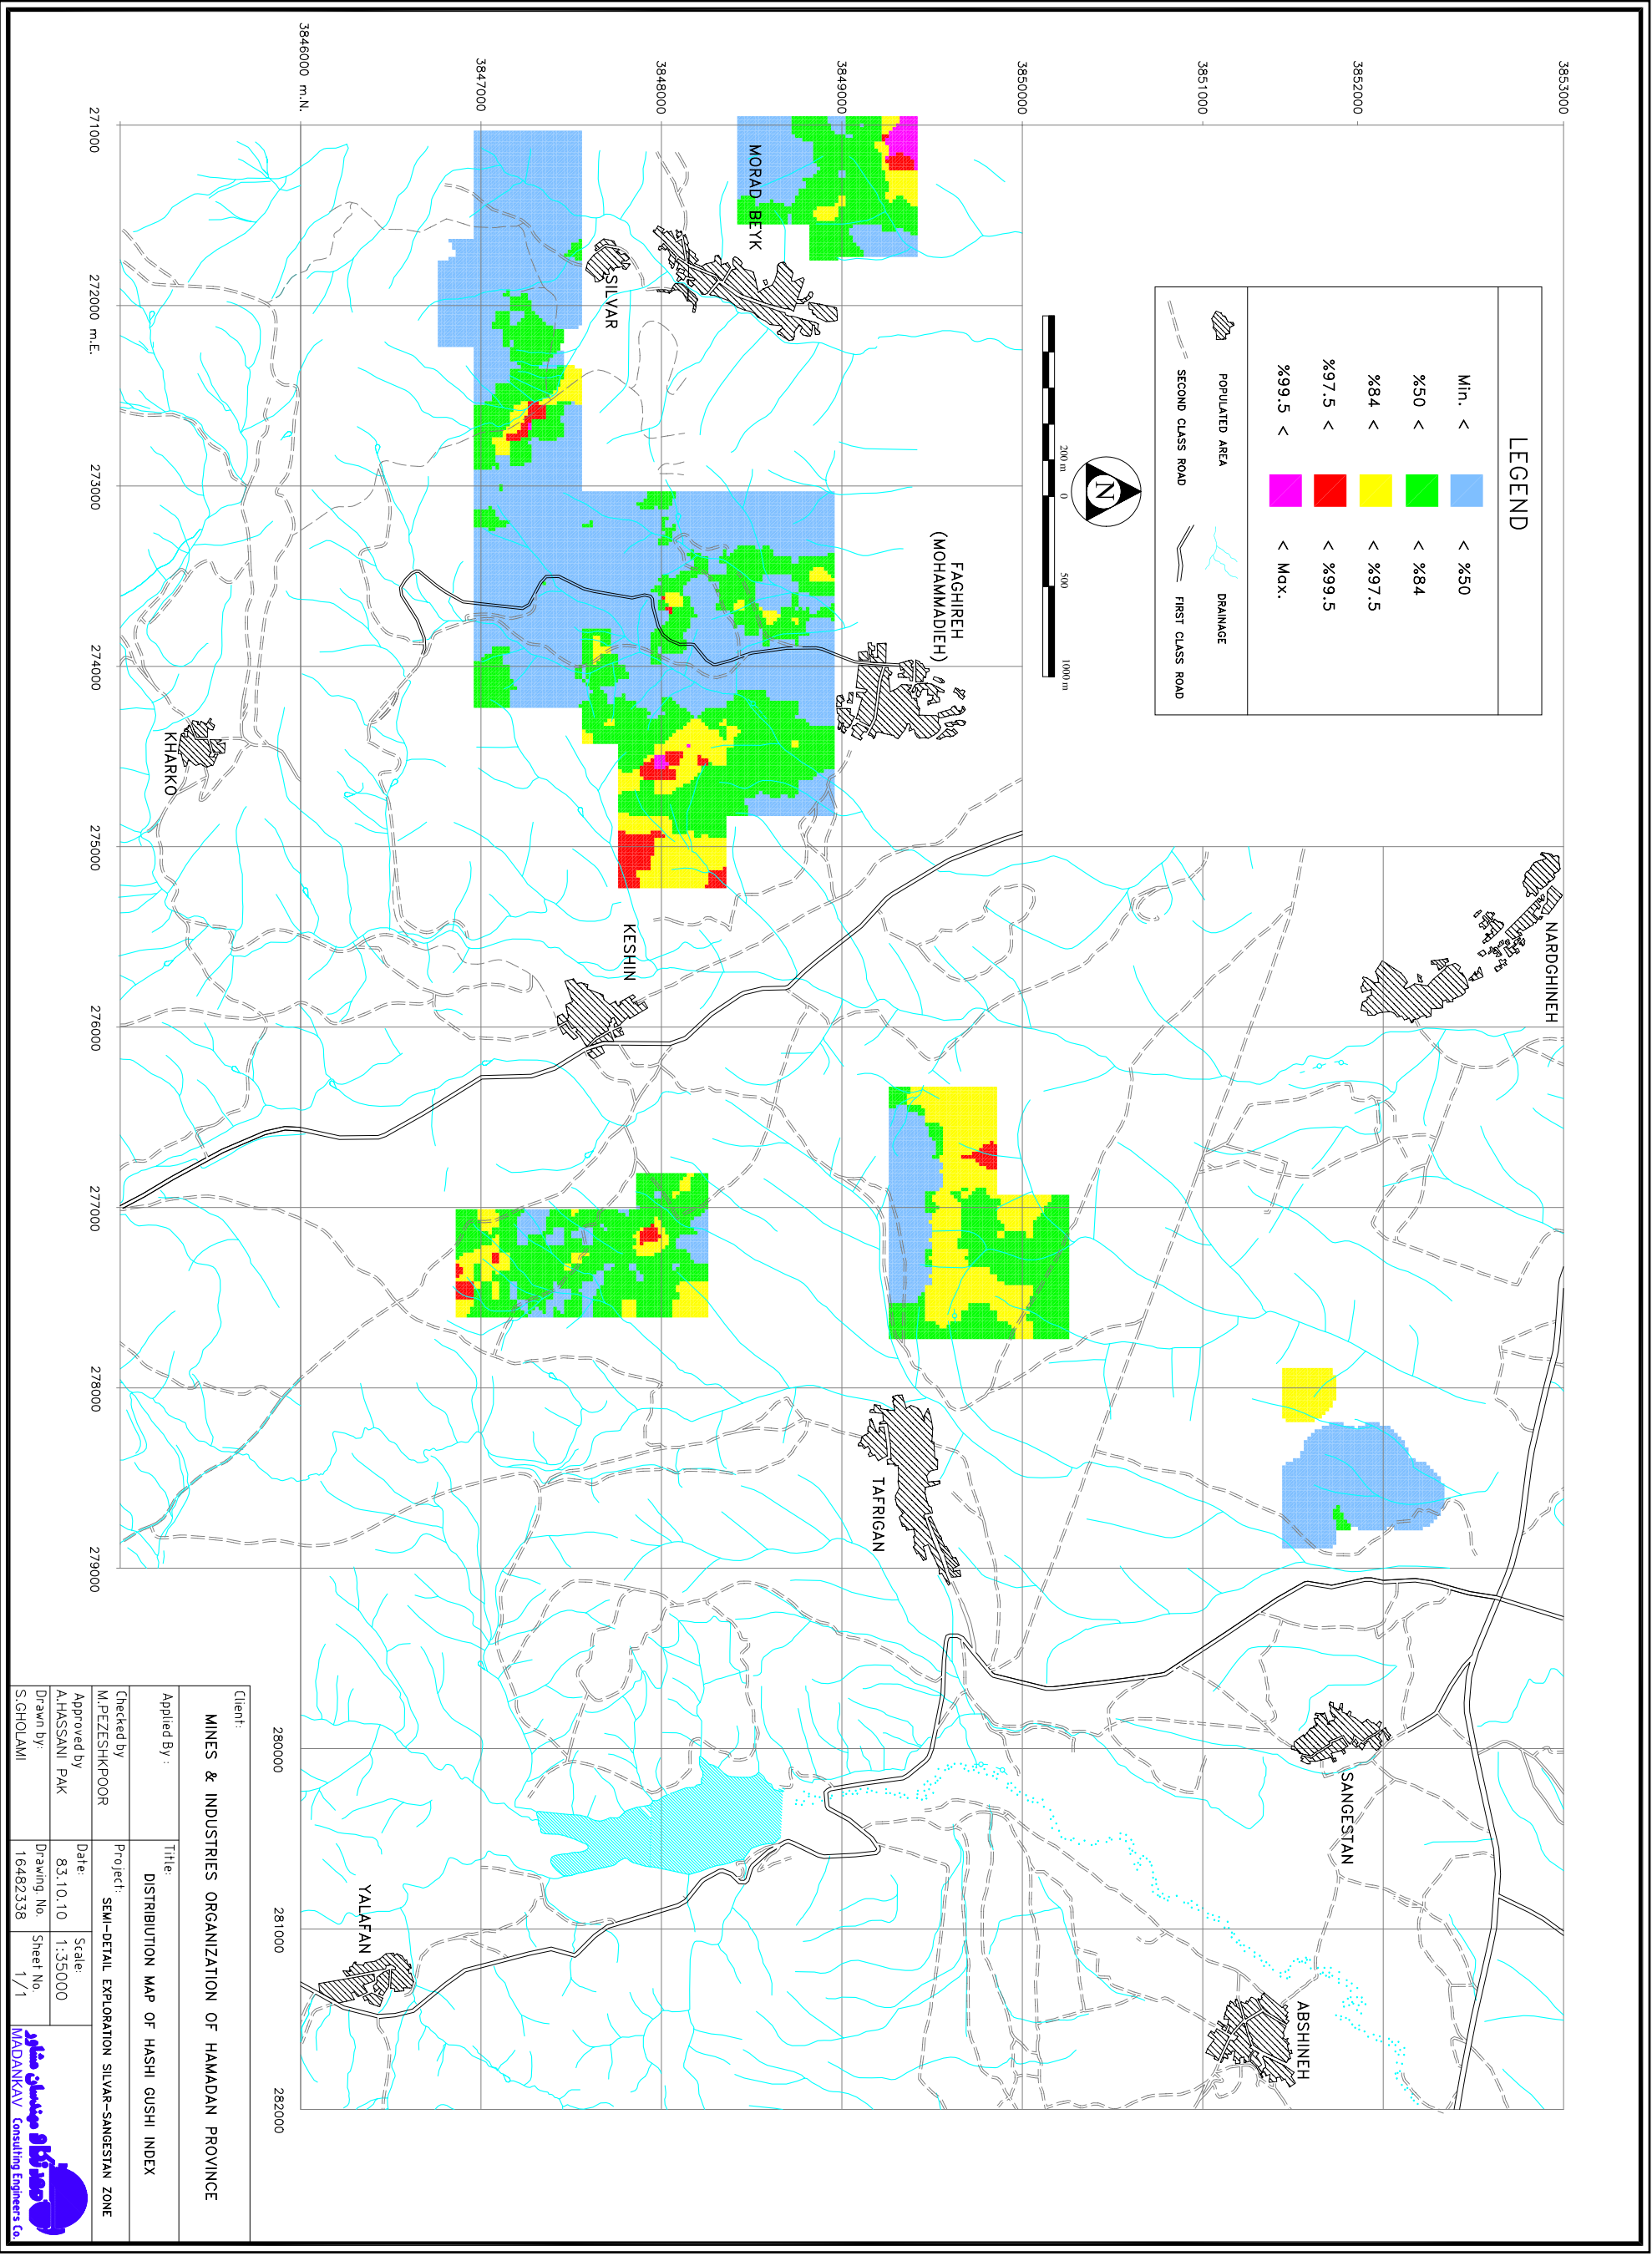 3853000
3852000
3851000
3850000
3849000
3848000
3847000
3846000 m.N.
271000
272000 m.E.
273000
274000
275000
276000
277000
278000
279000
280000
281000
282000
LEGEND
Min. < < %50
%50 < < %84
%84 < < %97.5
%97.5 < < %99.5
%99.5 < < Max.
POPULATED AREA
DRAINAGE
SECOND CLASS ROAD
FIRST CLASS ROAD
N
200 m 0 500 1000 m
NARDGHINEH
FAGHIREH
(MOHAMMADIEH)
MORAD BEYK
SILVAR
KHARKO
KESHIN
TAFRIGAN
SANGESTAN
ABSHINEH
YALAFAN
Client:
MINES & INDUSTRIES ORGANIZATION OF HAMADAN PROVINCE
Applied By :
Title:
DISTRIBUTION MAP OF HASHI GUSHI INDEX
Checked by
M.PEZESHKPOOR
Project:
SEMI-DETAIL EXPLORATION SILVAR-SANGESTAN ZONE
Approved by
A.HASSANI PAK
Date:
83.10.10
Scale:
1:35000
Drawn by:
S.GHOLAMI
Drawing. No.
16482338
Sheet No.
1/1
مهندسان مشاور
معدنکاو
MADANKAV Consulting Engineers Co.